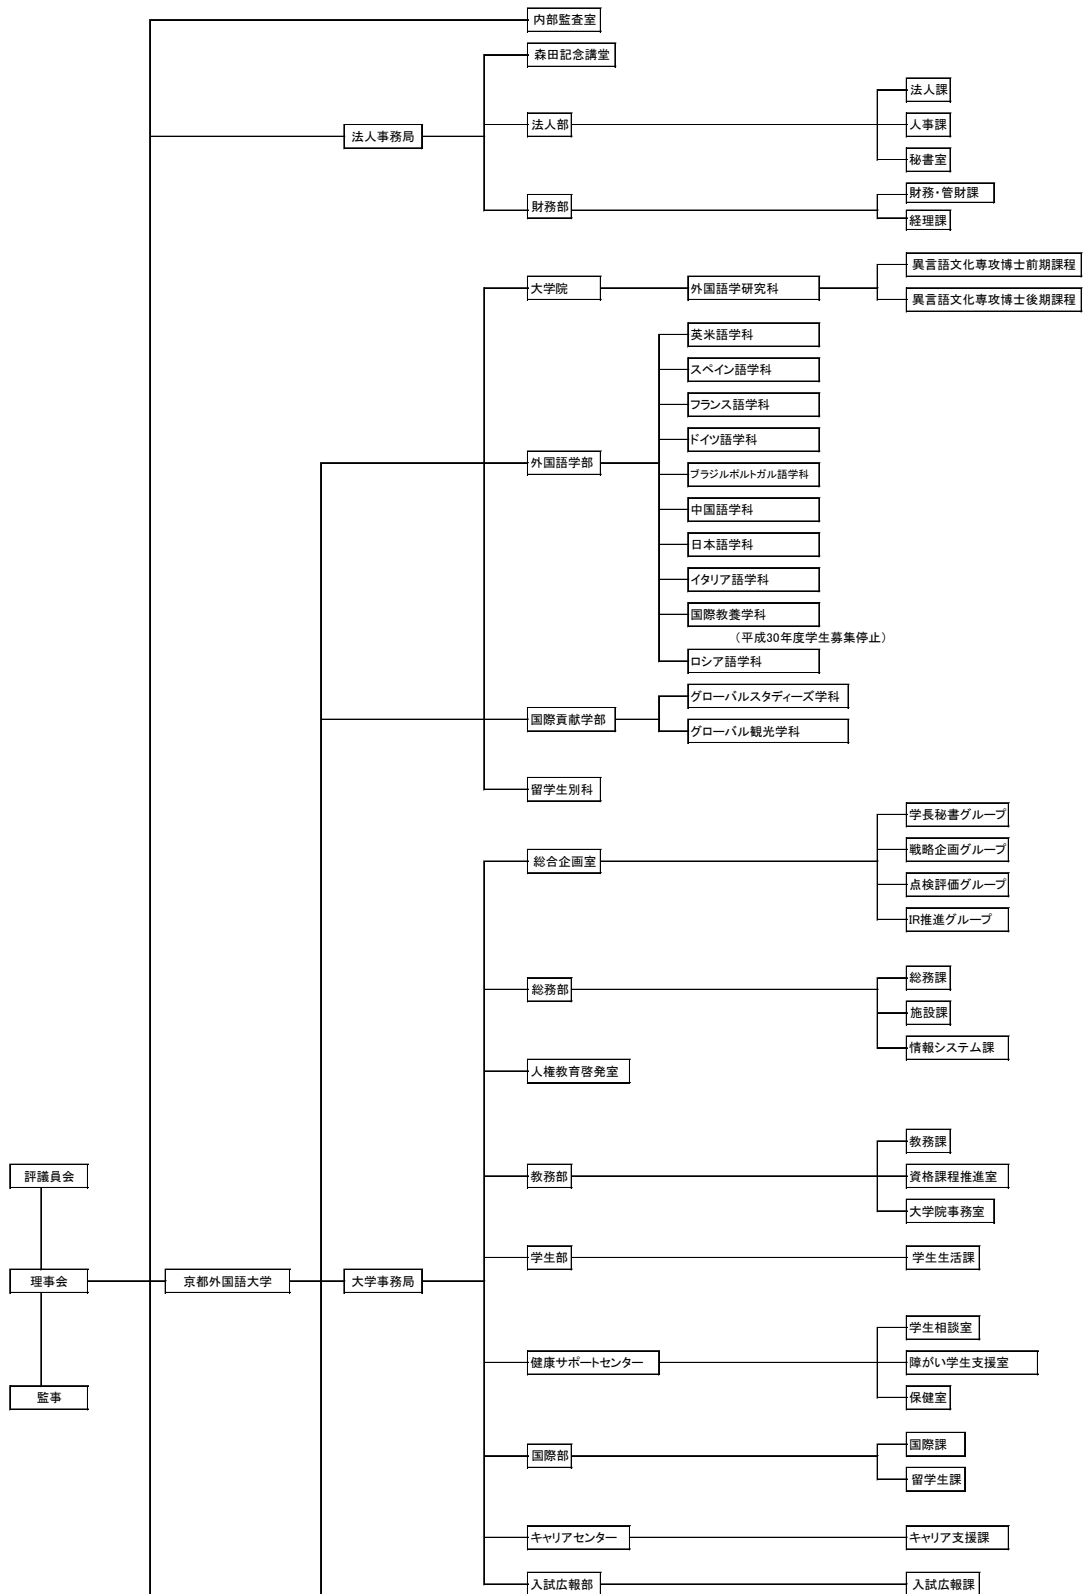 内部監査室
森田記念講堂
法人事務局
法人部
法人課
人事課
秘書室
財務部
財務・管財課
経理課
大学院
外国語学研究科
異言語文化専攻博士前期課程
異言語文化専攻博士後期課程
外国語学部
英米語学科
スペイン語学科
フランス語学科
ドイツ語学科
ブラジルポルトガル語学科
中国語学科
日本語学科
イタリア語学科
国際教養学科
（平成30年度学生募集停止）
ロシア語学科
国際貢献学部
グローバルスタディーズ学科
グローバル観光学科
留学生別科
総合企画室
学長秘書グループ
戦略企画グループ
点検評価グループ
IR推進グループ
総務部
総務課
施設課
情報システム課
人権教育啓発室
教務部
教務課
資格課程推進室
大学院事務室
評議員会
理事会
監事
京都外国語大学
大学事務局
学生部
学生生活課
健康サポートセンター
学生相談室
障がい学生支援室
保健室
国際部
国際課
留学生課
キャリアセンター
キャリア支援課
入試広報部
入試広報課